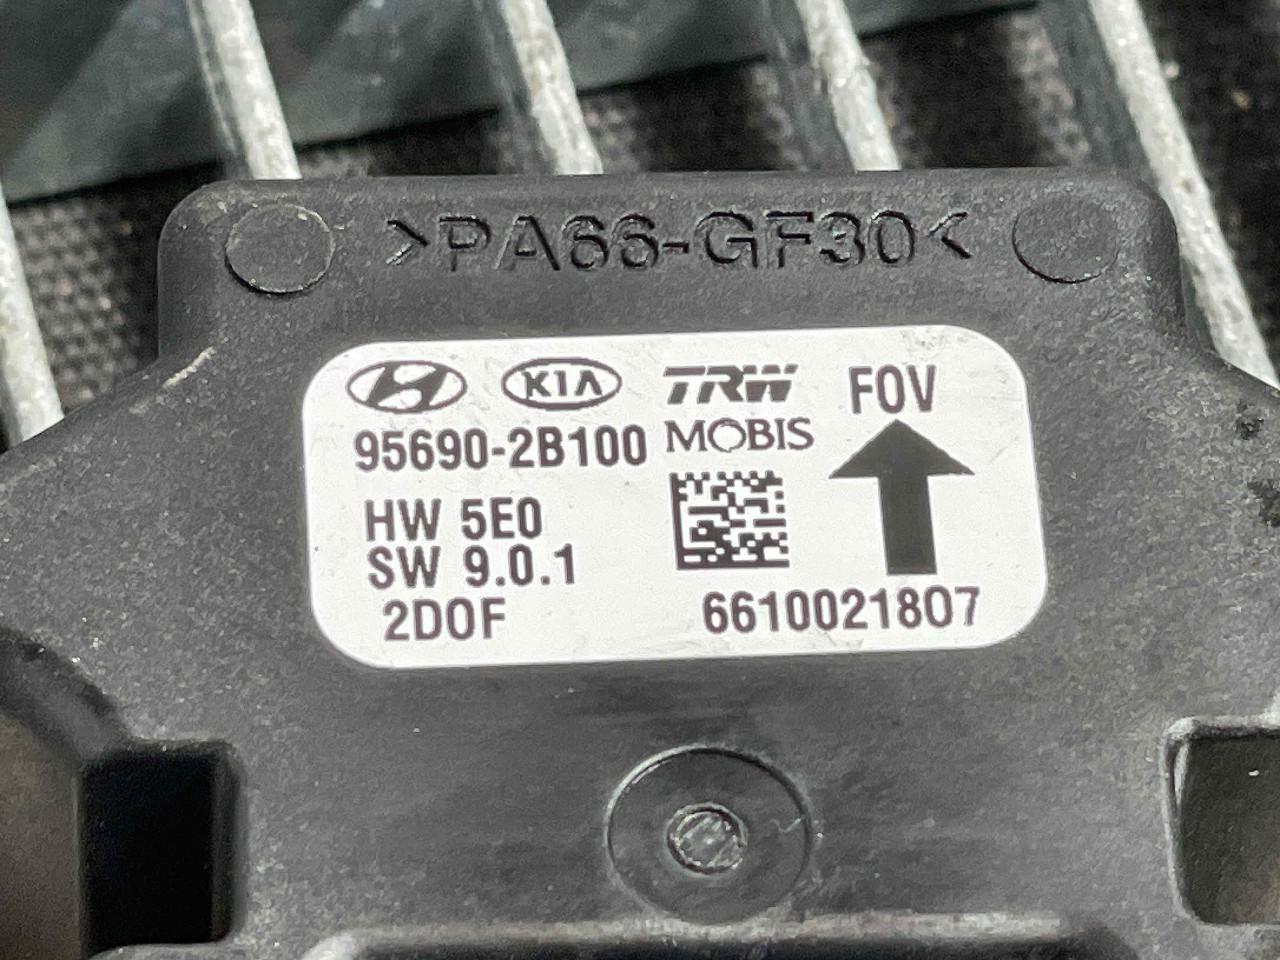 >PA66-GF30<
KIA TRW FOV
95690-2B100 MOBIS
HW 5E0
SW 9.0.1
2DOF 6610021807